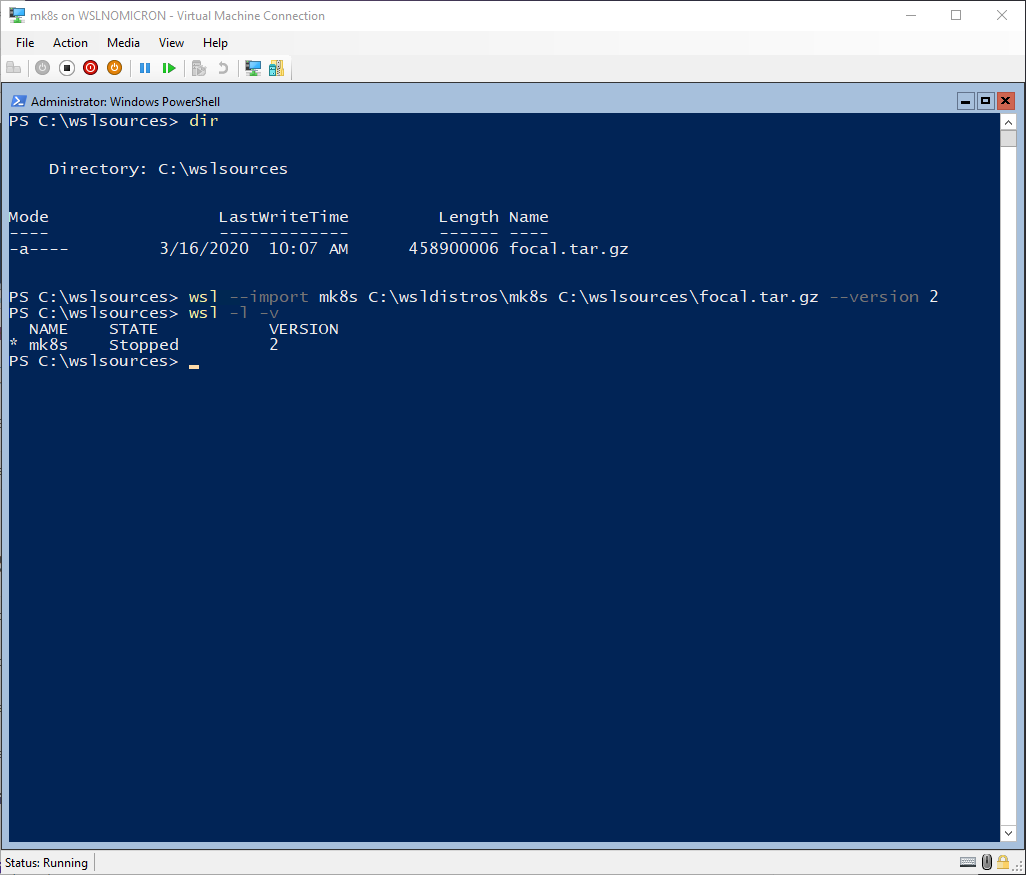 mk8s on WSLNOMICRON - Virtual Machine Connection
File Action Media View Help
Administrator: Windows PowerShell
PS C:\wslsources> dir
Directory: C:\wslsources
Mode LastWriteTime Length Name
---- ------------- ------ ----
-a---- 3/16/2020 10:07 AM 458900006 focal.tar.gz
PS C:\wslsources> wsl --import mk8s C:\wsldistros\mk8s C:\wslsources\focal.tar.gz --version 2
PS C:\wslsources> wsl -l -v
NAME STATE VERSION
* mk8s Stopped 2
PS C:\wslsources>
Status: Running